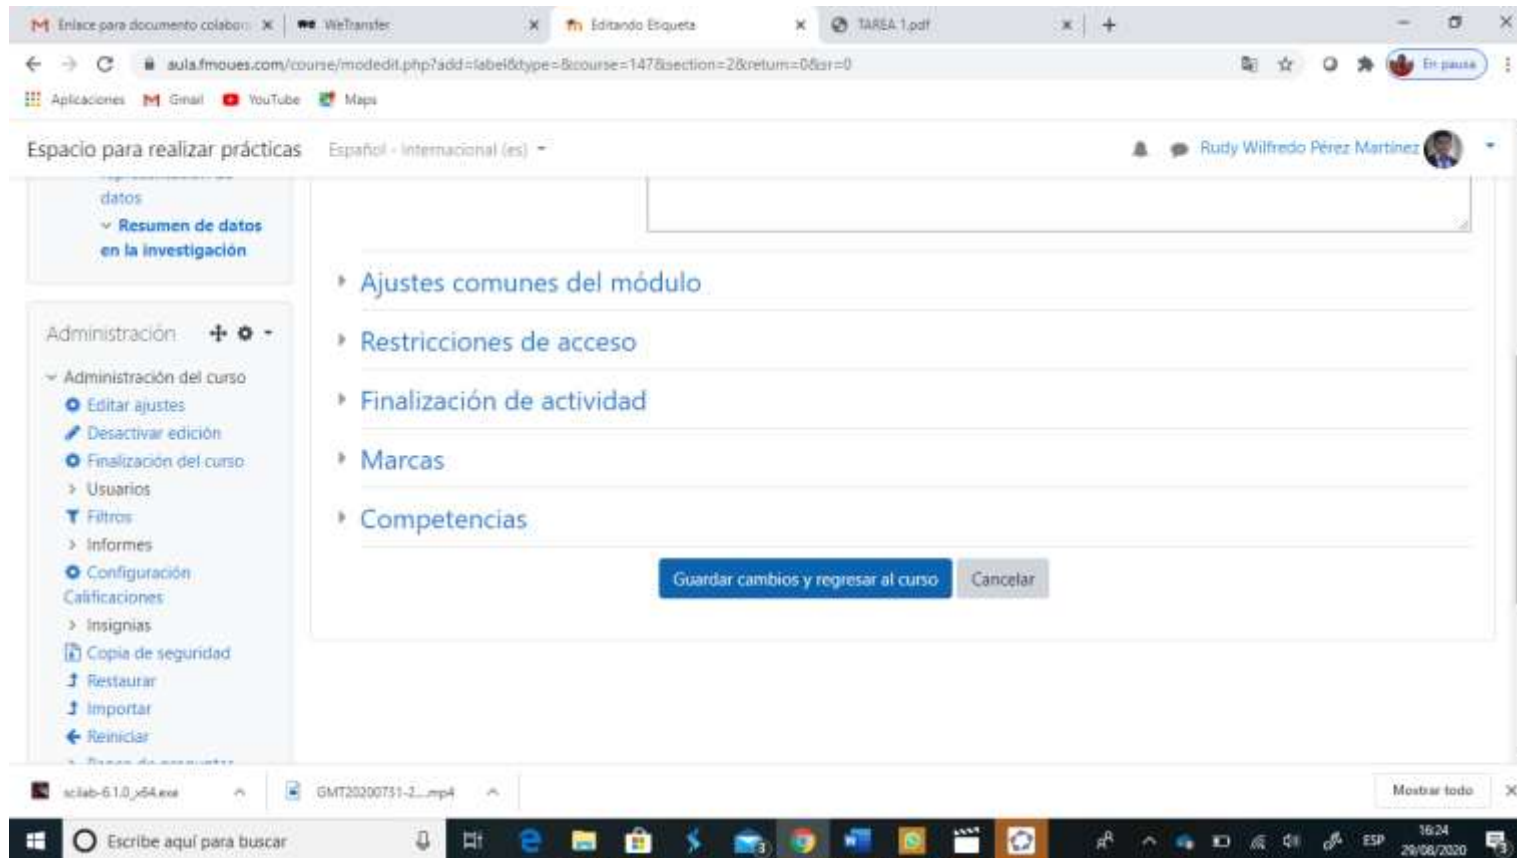 Enlace para documento colabor
WeTransfer
Editando Etiqueta
TAREA 1.pdf
aula.fmoues.com/course/modedit.php?add=label&type=&course=147&section=2&return=0&sr=0
En pausa
Aplicaciones
Gmail
YouTube
Maps
Espacio para realizar prácticas
Español - Internacional (es)
Rudy Wilfredo Pérez Martínez
datos
Resumen de datos
en la investigación
Administración
Administración del curso
Editar ajustes
Desactivar edición
Finalización del curso
Usuarios
Filtros
Informes
Configuración
Calificaciones
Insignias
Copia de seguridad
Restaurar
Importar
Reiniciar
Ajustes comunes del módulo
Restricciones de acceso
Finalización de actividad
Marcas
Competencias
Guardar cambios y regresar al curso
Cancelar
scilab-6.1.0_x64.exe
GMT20200731-2....mp4
Mostrar todo
Escribe aquí para buscar
3
ESP
16:24
29/08/2020
3